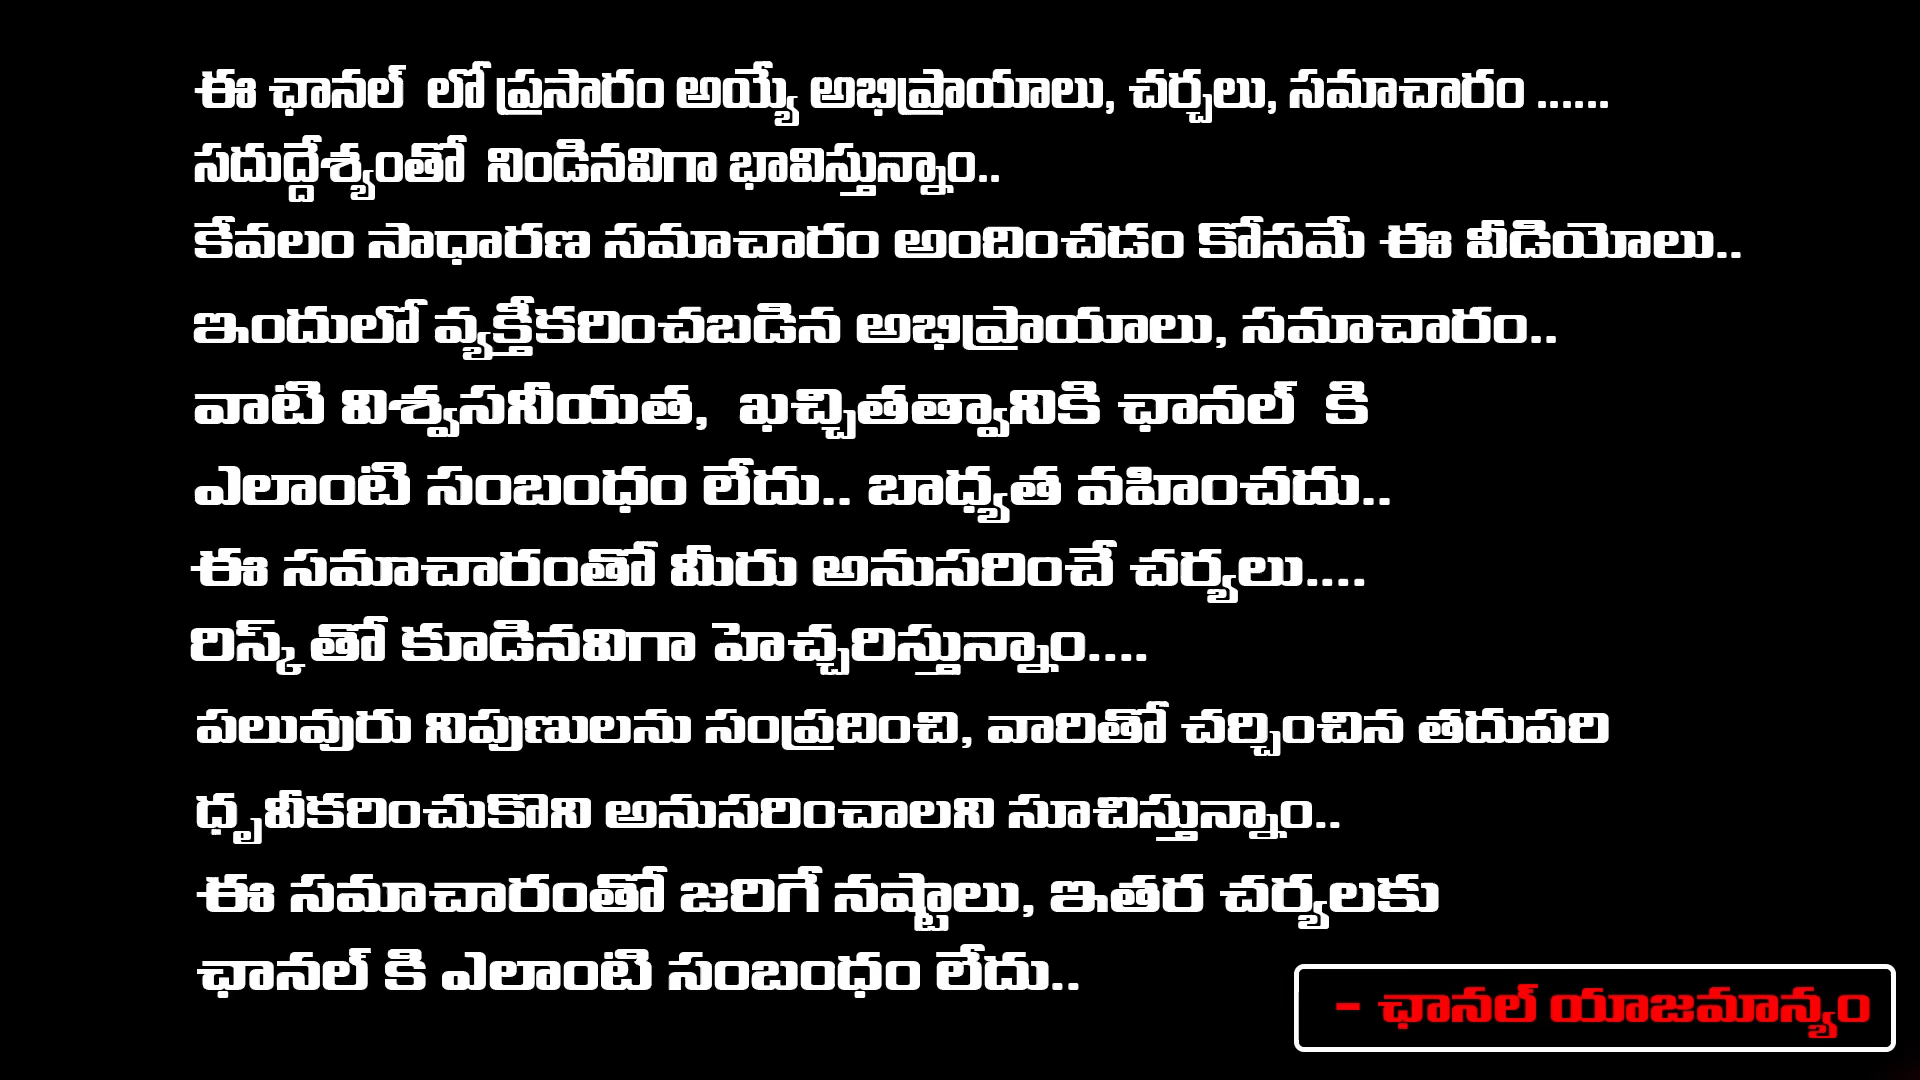 ఈ ఛానల్ లో ప్రసారం అయ్యే అభిప్రాయాలు, చర్చలు, సమాచారం ......
సదుద్దేశ్యంతో నిండినవిగా భావిస్తున్నాం..
కేవలం సాధారణ సమాచారం అందించడం కోసమే ఈ వీడియోలు..
ఇందులో వ్యక్తీకరించబడిన అభిప్రాయాలు, సమాచారం..
వాటి విశ్వసనీయత, ఖచ్చితత్వానికి ఛానల్ కి
ఎలాంటి సంబంధం లేదు.. బాధ్యత వహించదు..
ఈ సమాచారంతో మీరు అనుసరించే చర్యలు....
రిస్క్ తో కూడినవిగా హెచ్చరిస్తున్నాం....
పలువురు నిపుణులను సంప్రదించి, వారితో చర్చించిన తదుపరి
ధృవీకరించుకొని అనుసరించాలని సూచిస్తున్నాం..
ఈ సమాచారంతో జరిగే నష్టాలు, ఇతర చర్యలకు
ఛానల్ కి ఎలాంటి సంబంధం లేదు..
- ఛానల్ యాజమాన్యం